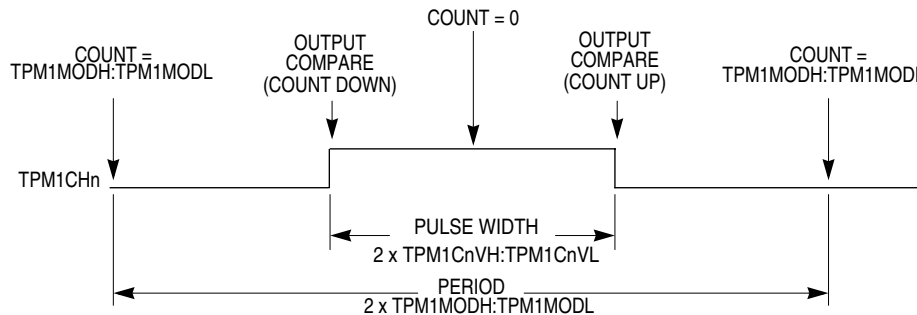 COUNT = 0
COUNT =
TPM1MODH:TPM1MODL
OUTPUT
COMPARE
(COUNT DOWN)
OUTPUT
COMPARE
(COUNT UP)
COUNT =
TPM1MODH:TPM1MODL
TPM1CHn
PULSE WIDTH
2 x TPM1CnVH:TPM1CnVL
PERIOD
2 x TPM1MODH:TPM1MODL